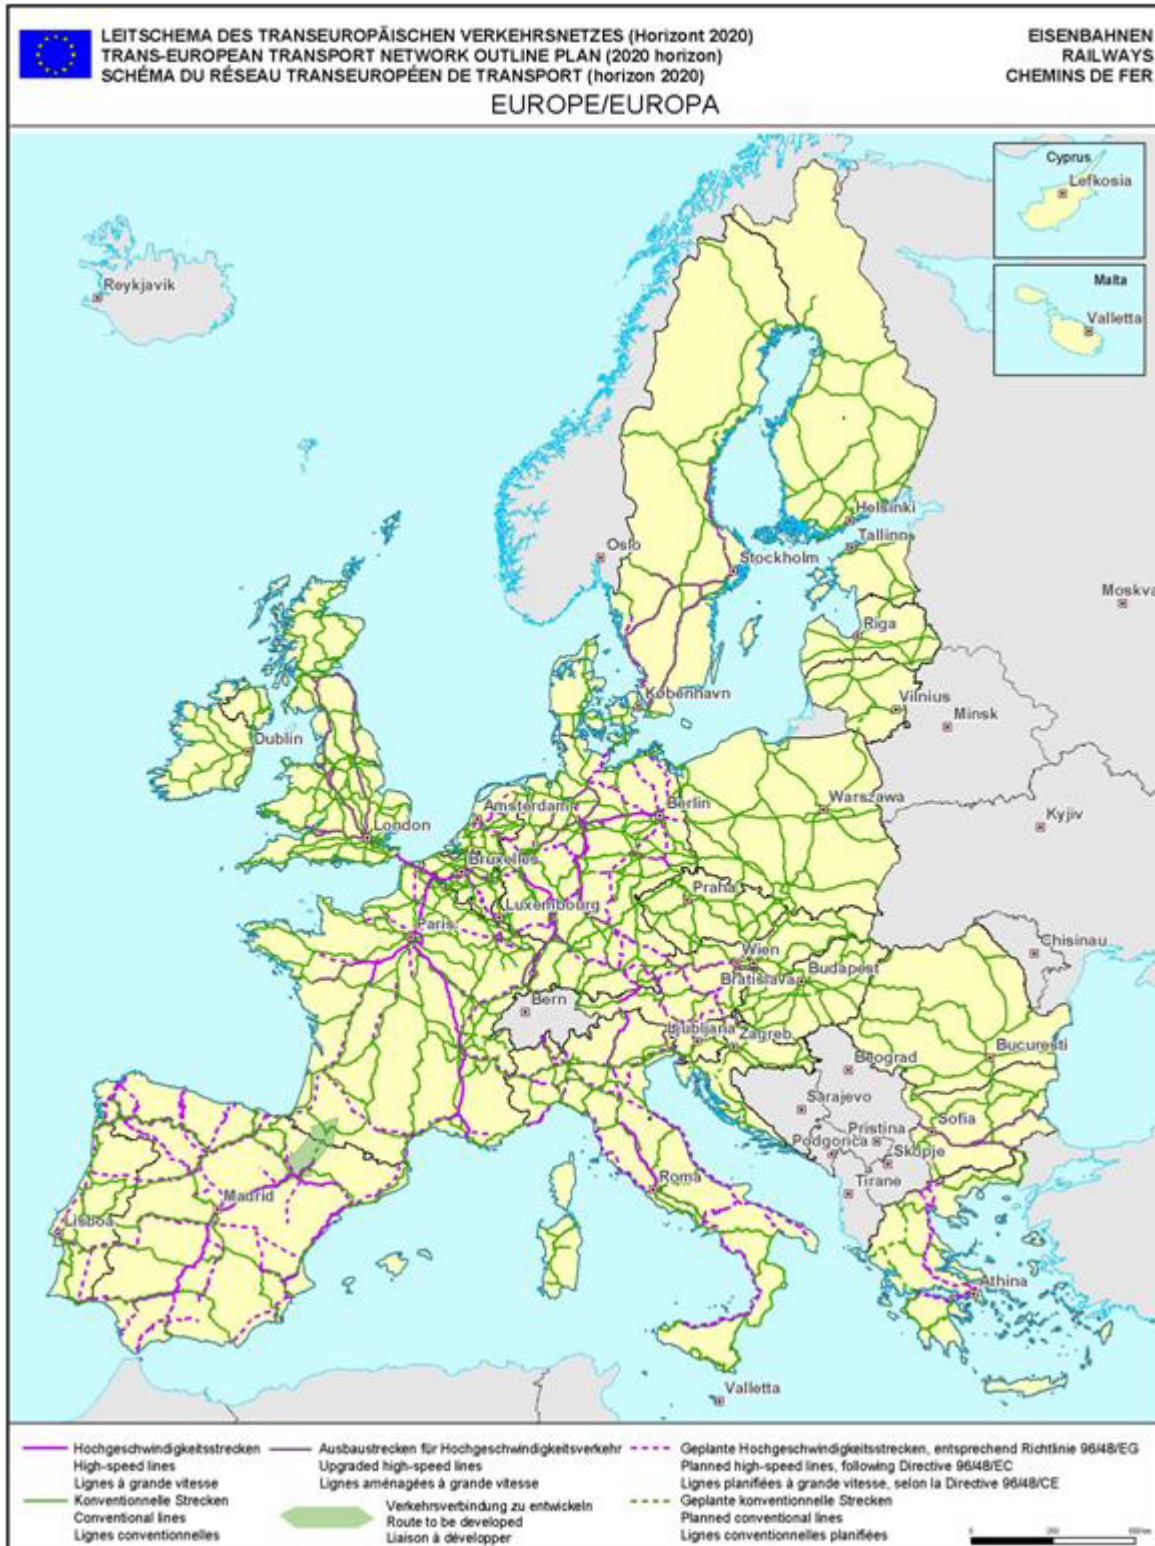 LEITSCHEMA DES TRANSEUROPÄISCHEN VERKEHRSNETZES (Horizont 2020)
TRANS-EUROPEAN TRANSPORT NETWORK OUTLINE PLAN (2020 horizon)
SCHÉMA DU RÉSEAU TRANSEUROPÉEN DE TRANSPORT (horizon 2020)
EISENBAHNEN
RAILWAYS
CHEMINS DE FER
EUROPE/EUROPA
Cyprus
Lefkosia
Malta
Valletta
Reykjavik
Helsinki
Tallinn
Oslo
Stockholm
Moskva
Riga
København
Vilnius
Minsk
Dublin
Amsterdam
Berlin
Warszawa
London
Kyjiv
Bruxelles
Praha
Luxembourg
Paris
Chisinau
Wien
Bratislava
Budapest
Bern
Ljubljana
Zagreb
Bucuresti
Beograd
Sarajevo
Pristina
Sofia
Podgorica
Skopje
Tirane
Roma
Madrid
Lisboa
Athina
Valletta
Hochgeschwindigkeitsstrecken
High-speed lines
Lignes à grande vitesse
Konventionnelle Strecken
Conventional lines
Lignes conventionnelles
Ausbaustrecken für Hochgeschwindigkeitsverkehr
Upgraded high-speed lines
Lignes aménagées à grande vitesse
Verkehrsverbindung zu entwickeln
Route to be developed
Liaison à développer
Geplante Hochgeschwindigkeitsstrecken, entsprechend Richtlinie 96/48/EG
Planned high-speed lines, following Directive 96/48/EC
Lignes planifiées à grande vitesse, selon la Directive 96/48/CE
Geplante konventionelle Strecken
Planned conventional lines
Lignes conventionnelles planifiées